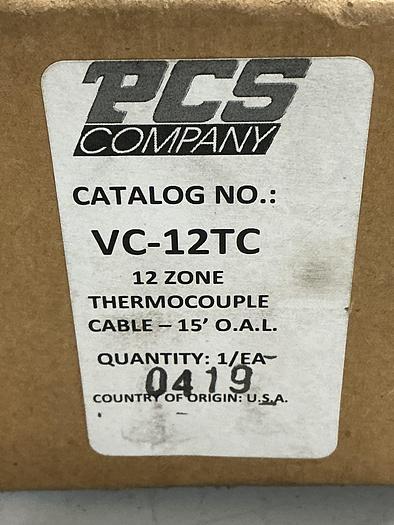 PCS
COMPANY
CATALOG NO.:
VC-12TC
12 ZONE
THERMOCOUPLE
CABLE – 15' O.A.L.
QUANTITY: 1/EA
0419
COUNTRY OF ORIGIN: U.S.A.